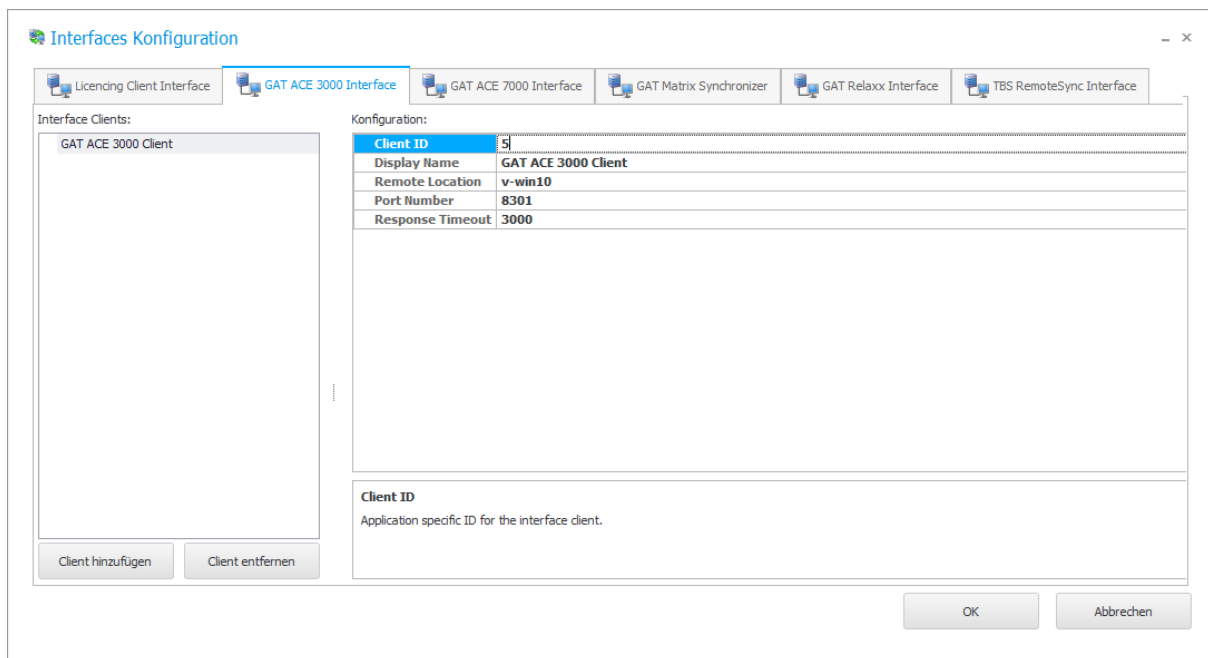 Interfaces Konfiguration
Licencing Client Interface
GAT ACE 3000 Interface
GAT ACE 7000 Interface
GAT Matrix Synchronizer
GAT Relaxx Interface
TBS RemoteSync Interface
Interface Clients:
GAT ACE 3000 Client
Konfiguration:
Client ID 5
Display Name GAT ACE 3000 Client
Remote Location v-win10
Port Number 8301
Response Timeout 3000
Client ID
Application specific ID for the interface client.
Client hinzufügen
Client entfernen
OK
Abbrechen